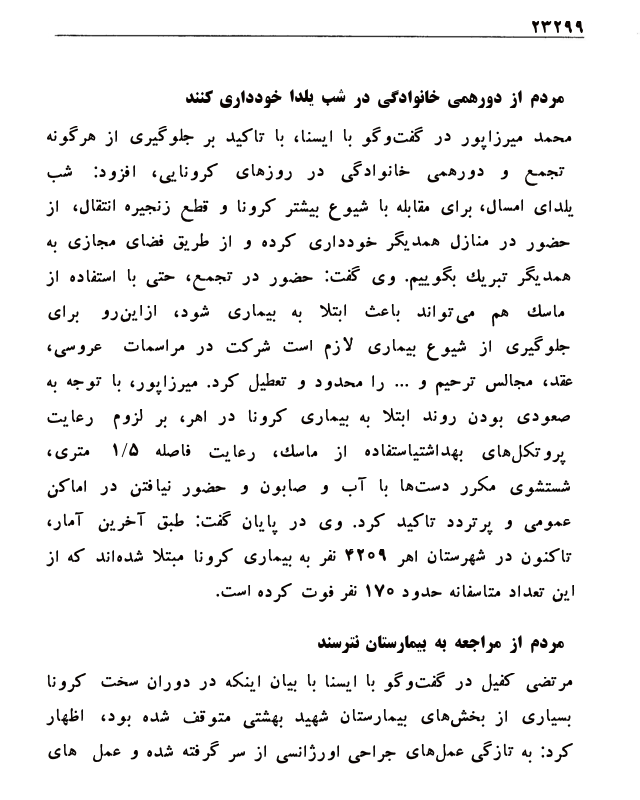 ۲۳۲۹۹
مردم از دورهمی خانوادگی در شب یلدا خودداری کنند
محمد میرزاپور در گفت‌وگو با ایسنا، با تاکید بر جلوگیری از هرگونه
تجمع و دورهمی خانوادگی در روزهای کرونایی، افزود: شب
یلدای امسال، برای مقابله با شیوع بیشتر کرونا و قطع زنجیره انتقال، از
حضور در منازل همدیگر خودداری کرده و از طریق فضای مجازی به
همدیگر تبریك بگوییم. وی گفت: حضور در تجمع، حتی با استفاده از
ماسك هم می‌تواند باعث ابتلا به بیماری شود، ازاین‌رو برای
جلوگیری از شیوع بیماری لازم است شرکت در مراسمات عروسی،
عقد، مجالس ترحیم و ... را محدود و تعطیل کرد. میرزاپور، با توجه به
صعودی بودن روند ابتلا به بیماری کرونا در اهر، بر لزوم رعایت
پروتکل‌های بهداشتیاستفاده از ماسك، رعایت فاصله ۱/۵ متری،
شستشوی مکرر دست‌ها با آب و صابون و حضور نیافتن در اماکن
عمومی و پرتردد تاکید کرد. وی در پایان گفت: طبق آخرین آمار،
تاکنون در شهرستان اهر ۴۲۰۹ نفر به بیماری کرونا مبتلا شده‌اند که از
این تعداد متاسفانه حدود ۱۷۰ نفر فوت کرده است.
مردم از مراجعه به بیمارستان نترسند
مرتضی کفیل در گفت‌وگو با ایسنا با بیان اینکه در دوران سخت کرونا
بسیاری از بخش‌های بیمارستان شهید بهشتی متوقف شده بود، اظهار
کرد: به تازگی عمل‌های جراحی اورژانسی از سر گرفته شده و عمل های